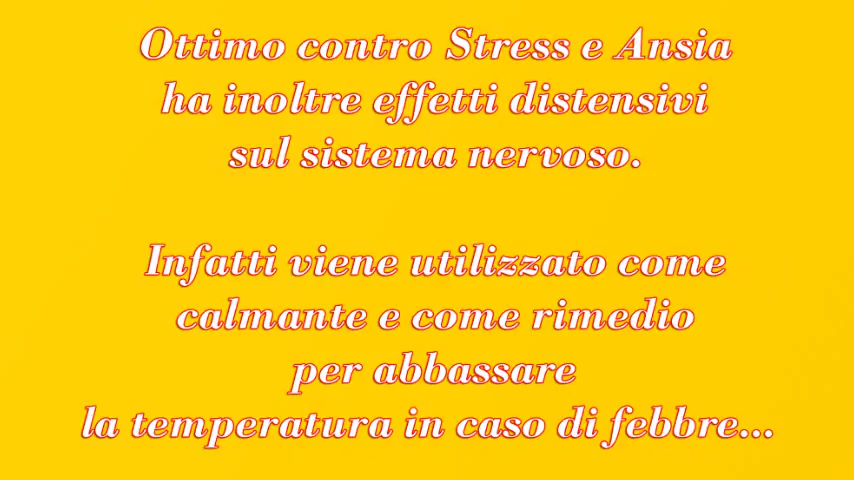 Ottimo contro Stress e Ansia
ha inoltre effetti distensivi
sul sistema nervoso.
Infatti viene utilizzato come
calmante e come rimedio
per abbassare
la temperatura in caso di febbre...